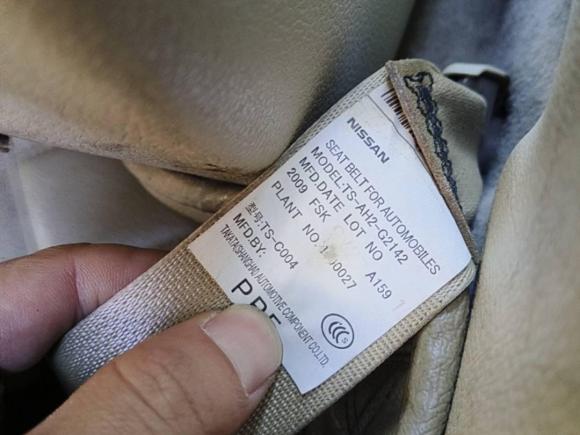 NISSAN
SEAT BELT FOR AUTOMOBILES
MODEL:TS-AH2-G2142
MFD,DATE LOT NO
2009 FSK A159
PLANT NO.
型号:TS-C004
MFD.BY:
TAKATA(SHANGHAI) AUTOMOTIVE COMPONENT CO.,LTD.
CCC S